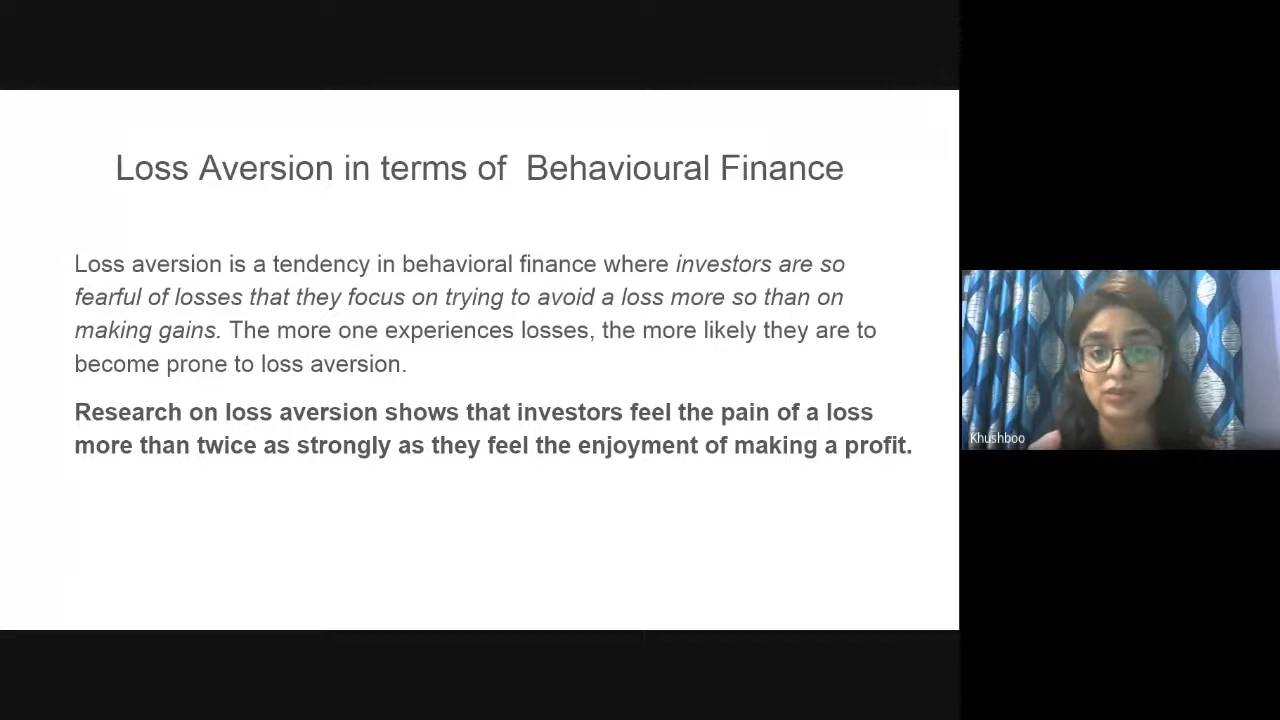 Loss Aversion in terms of  Behavioural Finance
Loss aversion is a tendency in behavioral finance where investors are so
fearful of losses that they focus on trying to avoid a loss more so than on
making gains. The more one experiences losses, the more likely they are to
become prone to loss aversion.
Research on loss aversion shows that investors feel the pain of a loss
more than twice as strongly as they feel the enjoyment of making a profit.
Khushboo